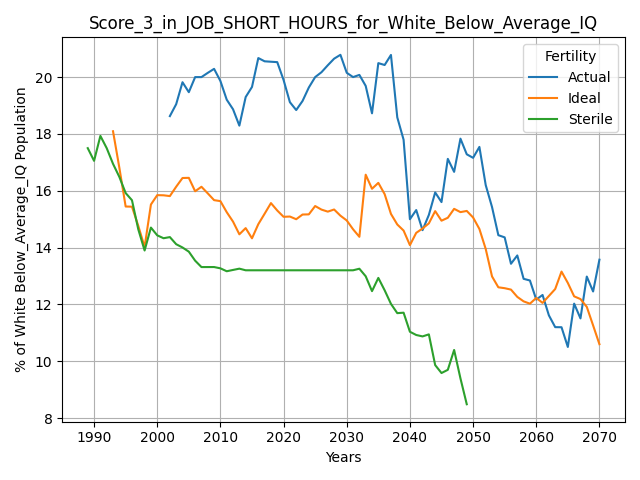 Score_3_in_JOB_SHORT_HOURS_for_White_Below_Average_IQ
% of White Below_Average_IQ Population
20
18
16
14
12
10
8
Fertility
Actual
Ideal
Sterile
1990 2000 2010 2020 2030 2040 2050 2060 2070
Years